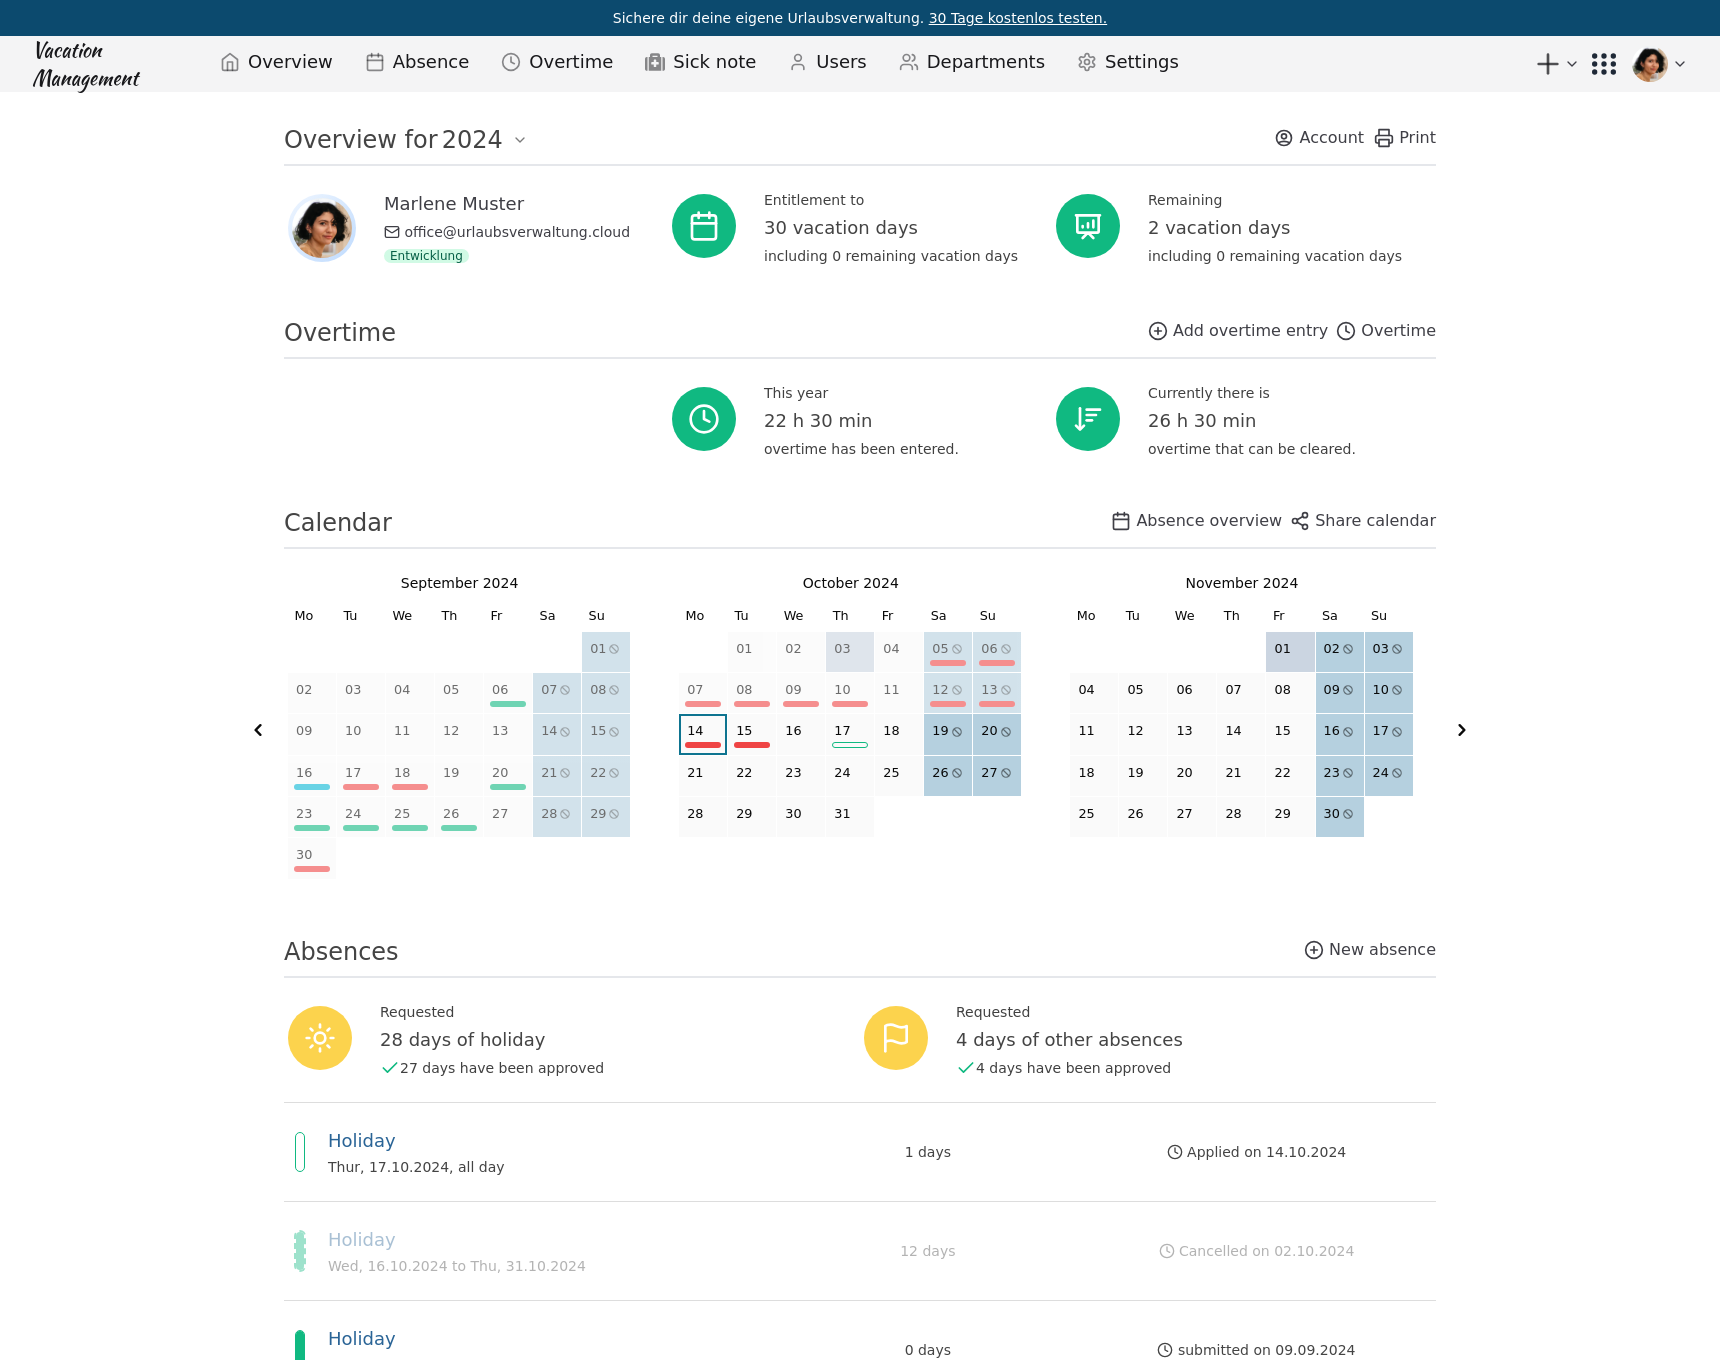 Sichere dir deine eigene Urlaubsverwaltung. 30 Tage kostenlos testen.
Vacation
Management
Overview Absence Overtime Sick note Users Departments Settings
Overview for 2024
Account Print
Marlene Muster
office@urlaubsverwaltung.cloud
Entwicklung
Entitlement to
30 vacation days
including 0 remaining vacation days
Remaining
2 vacation days
including 0 remaining vacation days
Overtime
Add overtime entry Overtime
This year
22 h 30 min
overtime has been entered.
Currently there is
26 h 30 min
overtime that can be cleared.
Calendar
Absence overview Share calendar
September 2024
Mo Tu We Th Fr Sa Su
01
02 03 04 05 06 07 08
09 10 11 12 13 14 15
16 17 18 19 20 21 22
23 24 25 26 27 28 29
30
October 2024
Mo Tu We Th Fr Sa Su
01 02 03 04 05 06
07 08 09 10 11 12 13
14 15 16 17 18 19 20
21 22 23 24 25 26 27
28 29 30 31
November 2024
Mo Tu We Th Fr Sa Su
01 02 03
04 05 06 07 08 09 10
11 12 13 14 15 16 17
18 19 20 21 22 23 24
25 26 27 28 29 30
Absences
New absence
Requested
28 days of holiday
27 days have been approved
Requested
4 days of other absences
4 days have been approved
Holiday
Thur, 17.10.2024, all day
1 days
Applied on 14.10.2024
Holiday
Wed, 16.10.2024 to Thu, 31.10.2024
12 days
Cancelled on 02.10.2024
Holiday
0 days
submitted on 09.09.2024